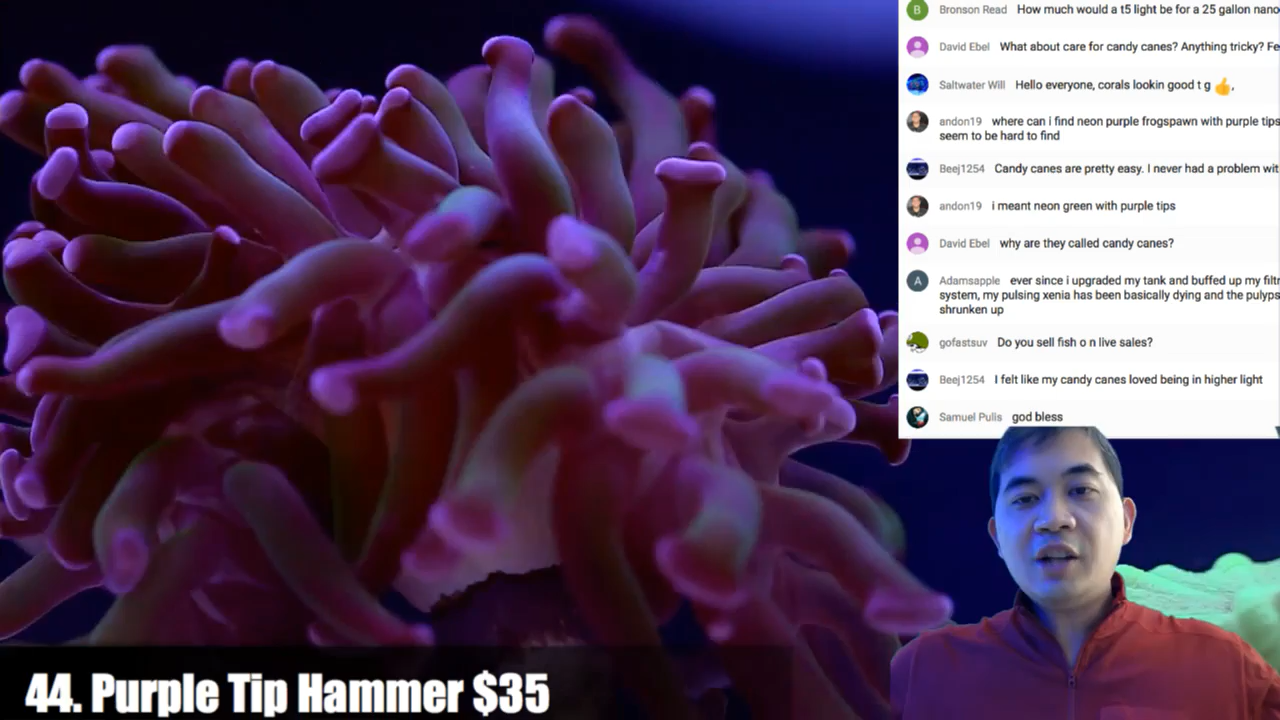 B Bronson Read How much would a t5 light be for a 25 gallon nano
David Ebel What about care for candy canes? Anything tricky?
Saltwater Will Hello everyone, corals lookin good t g 👍,
andon19 where can i find neon purple frogspawn with purple tips
seem to be hard to find
Beej1254 Candy canes are pretty easy. I never had a problem
andon19 i meant neon green with purple tips
David Ebel why are they called candy canes?
A Adamsapple ever since i upgraded my tank and buffed up my
system, my pulsing xenia has been basically dying and the
shrunken up
gofastsuv Do you sell fish o n live sales?
Beej1254 I felt like my candy canes loved being in higher light
Samuel Pulis god bless
44. Purple Tip Hammer $35